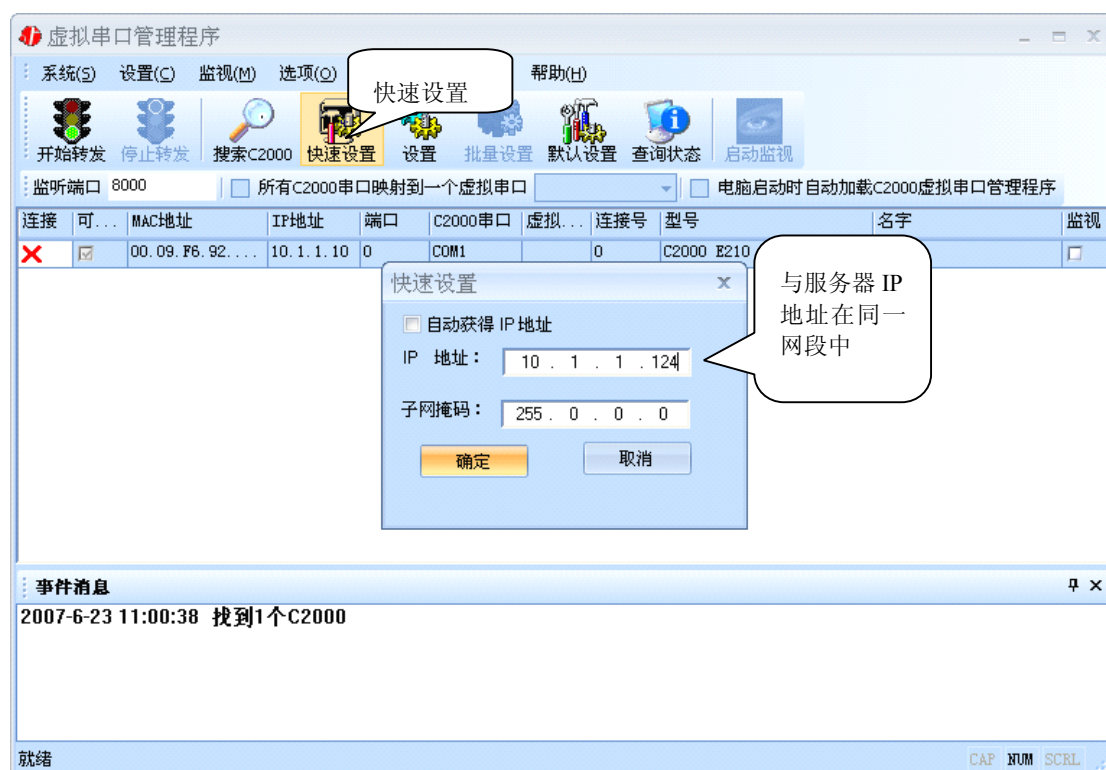 虚拟串口管理程序
系统(S) 设置(C) 监视(M) 选项(O) 帮助(H)
快速设置
开始转发 停止转发 搜索C2000 快速设置 设置 批量设置 默认设置 查询状态 启动监视
监听端口 8000 所有C2000串口映射到一个虚拟串口 电脑启动时自动加载C2000虚拟串口管理程序
连接 可... MAC地址 IP地址 端口 C2000串口 虚拟... 连接号 型号 名字 监视
00.09.F6.92.... 10.1.1.10 0 COM1 0 C2000 E210
快速设置
自动获得 IP 地址
IP 地址： 10 . 1 . 1 . 124
子网掩码： 255 . 0 . 0 . 0
确定 取消
与服务器 IP
地址在同一
网段中
事件消息
2007-6-23 11:00:38 找到1个C2000
就绪 CAP NUM SCRL